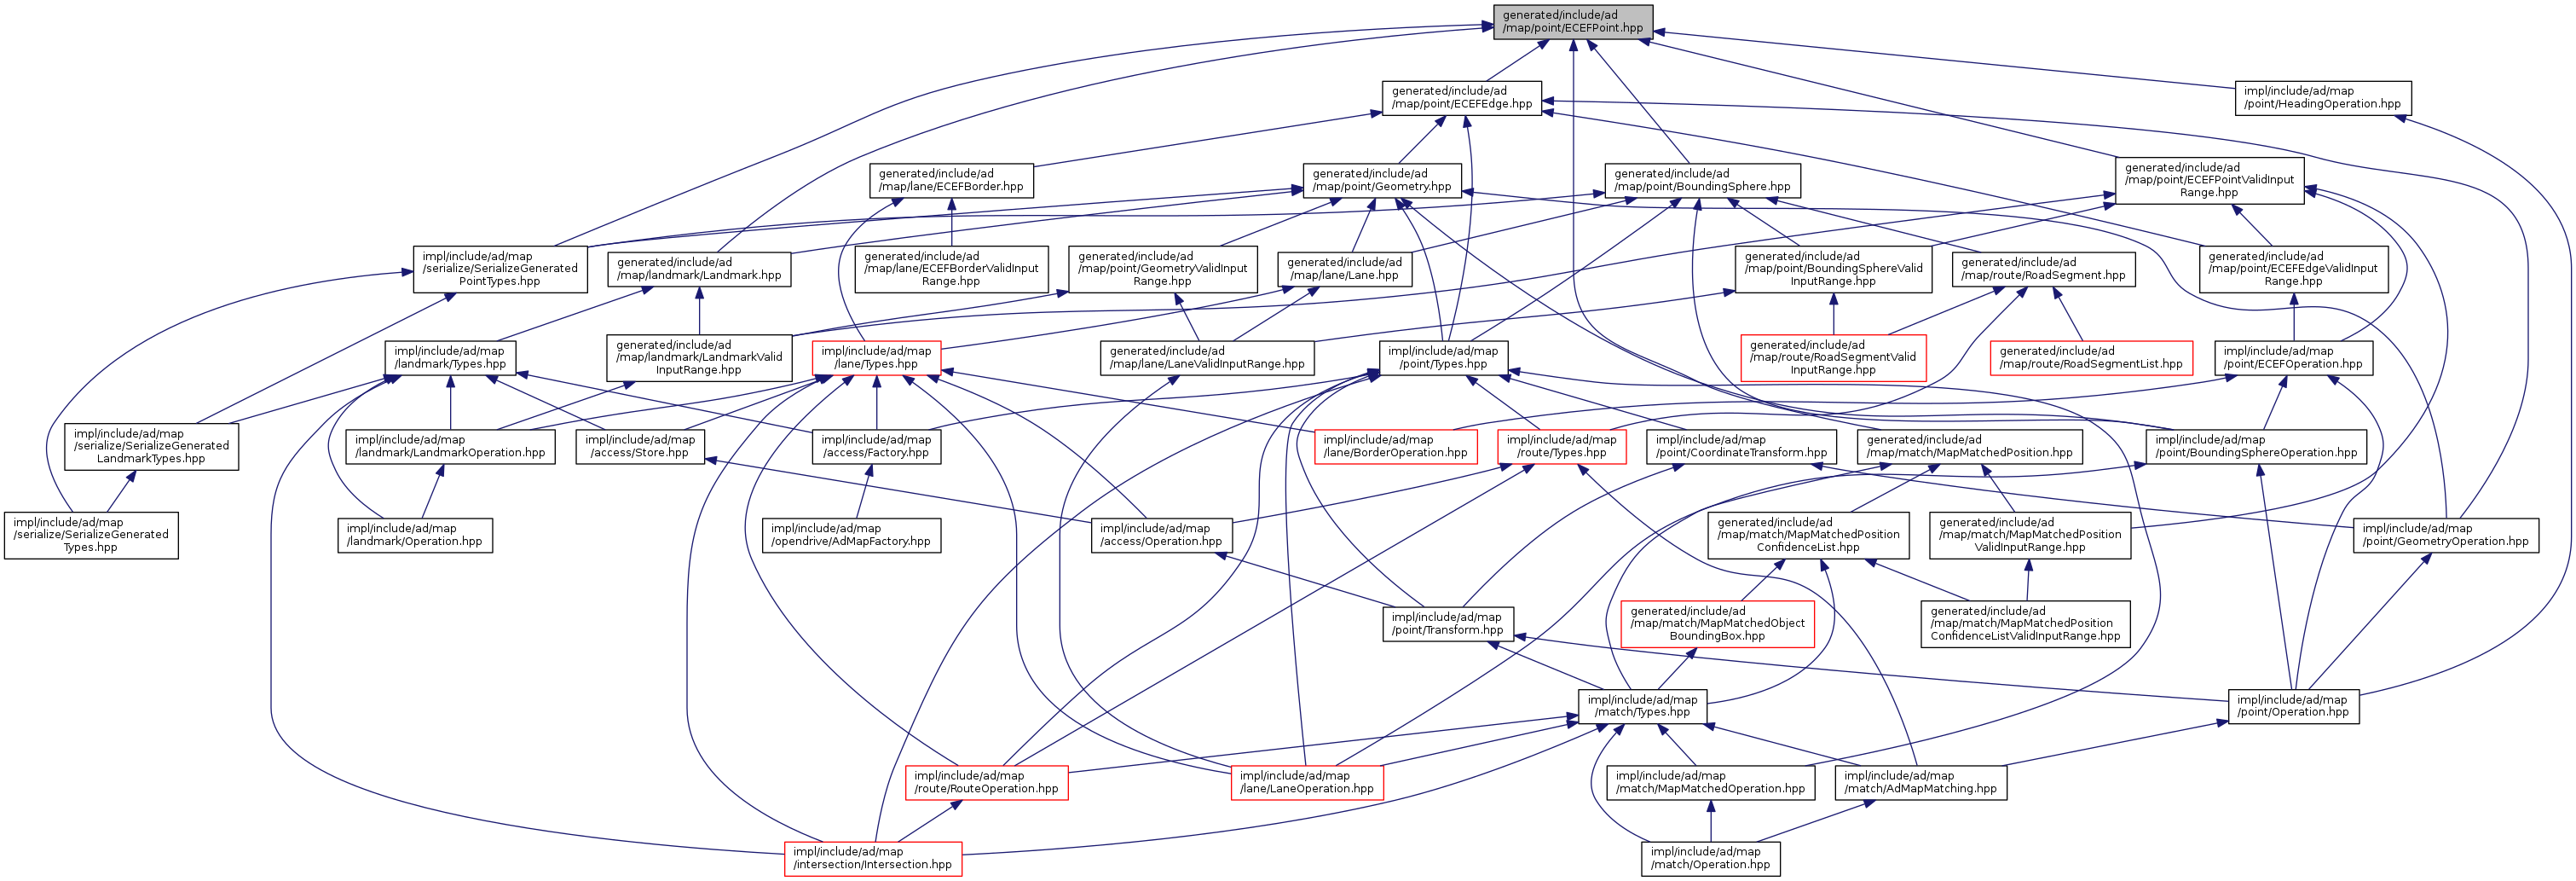 generated/include/ad
/map/point/ECEFPoint.hpp
generated/include/ad
/map/point/ECEFEdge.hpp
impl/include/ad/map
/point/HeadingOperation.hpp
generated/include/ad
/map/lane/ECEFBorder.hpp
generated/include/ad
/map/point/Geometry.hpp
generated/include/ad
/map/point/BoundingSphere.hpp
generated/include/ad
/map/point/ECEFPointValidInput
Range.hpp
impl/include/ad/map
/serialize/SerializeGenerated
PointTypes.hpp
generated/include/ad
/map/landmark/Landmark.hpp
generated/include/ad
/map/lane/ECEFBorderValidInput
Range.hpp
generated/include/ad
/map/point/GeometryValidInput
Range.hpp
generated/include/ad
/map/lane/Lane.hpp
generated/include/ad
/map/point/BoundingSphereValid
InputRange.hpp
generated/include/ad
/map/route/RoadSegment.hpp
generated/include/ad
/map/point/ECEFEdgeValidInput
Range.hpp
impl/include/ad/map
/landmark/Types.hpp
generated/include/ad
/map/landmark/LandmarkValid
InputRange.hpp
impl/include/ad/map
/lane/Types.hpp
generated/include/ad
/map/lane/LaneValidInputRange.hpp
impl/include/ad/map
/point/Types.hpp
generated/include/ad
/map/route/RoadSegmentValid
InputRange.hpp
generated/include/ad
/map/route/RoadSegmentList.hpp
impl/include/ad/map
/point/ECEFOperation.hpp
impl/include/ad/map
/serialize/SerializeGenerated
LandmarkTypes.hpp
impl/include/ad/map
/landmark/LandmarkOperation.hpp
impl/include/ad/map
/access/Store.hpp
impl/include/ad/map
/access/Factory.hpp
impl/include/ad/map
/lane/BorderOperation.hpp
impl/include/ad/map
/route/Types.hpp
impl/include/ad/map
/point/CoordinateTransform.hpp
generated/include/ad
/map/match/MapMatchedPosition.hpp
impl/include/ad/map
/point/BoundingSphereOperation.hpp
impl/include/ad/map
/serialize/SerializeGenerated
Types.hpp
impl/include/ad/map
/landmark/Operation.hpp
impl/include/ad/map
/opendrive/AdMapFactory.hpp
impl/include/ad/map
/access/Operation.hpp
generated/include/ad
/map/match/MapMatchedPosition
ConfidenceList.hpp
generated/include/ad
/map/match/MapMatchedPosition
ValidInputRange.hpp
impl/include/ad/map
/point/GeometryOperation.hpp
impl/include/ad/map
/point/Transform.hpp
generated/include/ad
/map/match/MapMatchedObject
BoundingBox.hpp
generated/include/ad
/map/match/MapMatchedPosition
ConfidenceListValidInputRange.hpp
impl/include/ad/map
/match/Types.hpp
impl/include/ad/map
/point/Operation.hpp
impl/include/ad/map
/route/RouteOperation.hpp
impl/include/ad/map
/lane/LaneOperation.hpp
impl/include/ad/map
/match/MapMatchedOperation.hpp
impl/include/ad/map
/match/AdMapMatching.hpp
impl/include/ad/map
/intersection/Intersection.hpp
impl/include/ad/map
/match/Operation.hpp